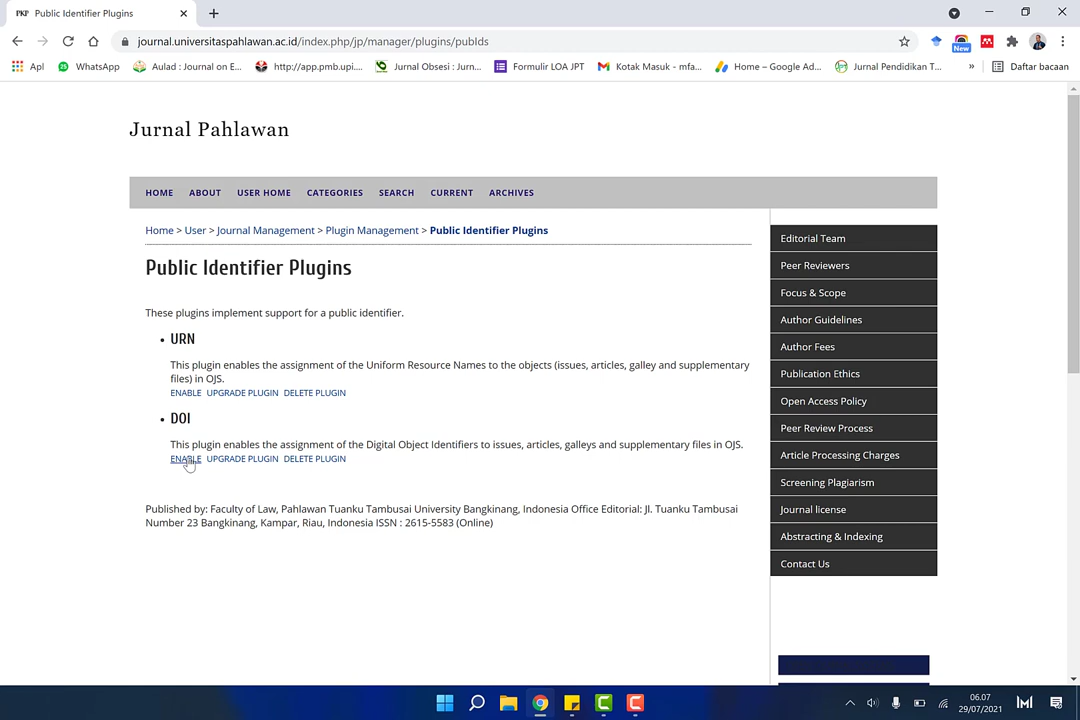 PKP Public Identifier Plugins
journal.universitaspahlawan.ac.id/index.php/jp/manager/plugins/pubIds
New
Apl WhatsApp Aulad : Journal on E... http://app.pmb.upi.... Jurnal Obsesi : Jurn... Formulir LOA JPT Kotak Masuk - mfa... Home – Google Ad... Jurnal Pendidikan T... » Daftar bacaan
Jurnal Pahlawan
HOME ABOUT USER HOME CATEGORIES SEARCH CURRENT ARCHIVES
Home > User > Journal Management > Plugin Management > Public Identifier Plugins
Public Identifier Plugins
These plugins implement support for a public identifier.
• URN
This plugin enables the assignment of the Uniform Resource Names to the objects (issues, articles, galley and supplementary
files) in OJS.
ENABLE UPGRADE PLUGIN DELETE PLUGIN
• DOI
This plugin enables the assignment of the Digital Object Identifiers to issues, articles, galleys and supplementary files in OJS.
ENABLE UPGRADE PLUGIN DELETE PLUGIN
Published by: Faculty of Law, Pahlawan Tuanku Tambusai University Bangkinang, Indonesia Office Editorial: Jl. Tuanku Tambusai
Number 23 Bangkinang, Kampar, Riau, Indonesia ISSN : 2615-5583 (Online)
Editorial Team
Peer Reviewers
Focus & Scope
Author Guidelines
Author Fees
Publication Ethics
Open Access Policy
Peer Review Process
Article Processing Charges
Screening Plagiarism
Journal license
Abstracting & Indexing
Contact Us
06.07
29/07/2021